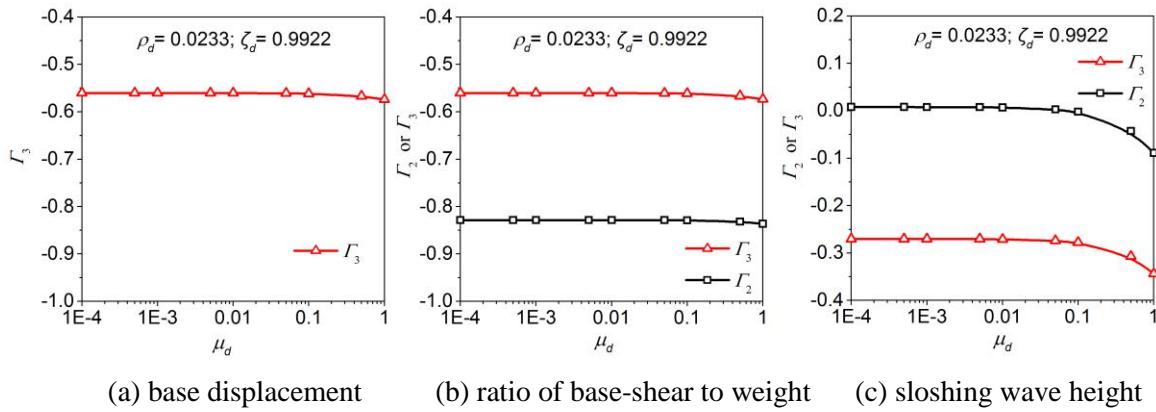 ρd = 0.0233; ζd = 0.9922
-0.4
-0.5
-0.6
-0.7
-0.8
-0.9
-1.0
Γ3
Γ3
1E-4 1E-3 0.01 0.1 1
μd
(a) base displacement
ρd = 0.0233; ζd = 0.9922
-0.4
-0.5
-0.6
-0.7
-0.8
-0.9
-1.0
Γ2 or Γ3
Γ3
Γ2
1E-4 1E-3 0.01 0.1 1
μd
(b) ratio of base-shear to weight
ρd = 0.0233; ζd = 0.9922
0.2
0.1
0.0
-0.1
-0.2
-0.3
-0.4
Γ2 or Γ3
Γ3
Γ2
1E-4 1E-3 0.01 0.1 1
μd
(c) sloshing wave height